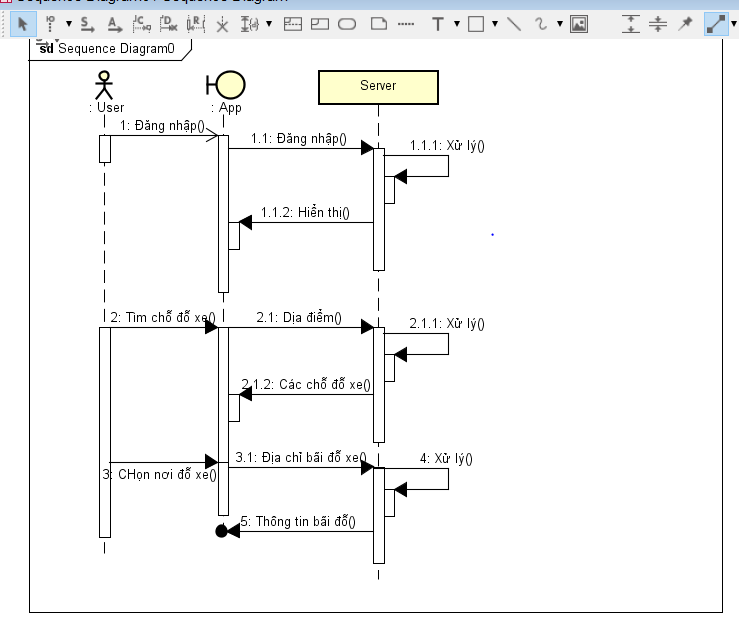 sd Sequence Diagram0
Server
: User
: App
1: Đăng nhập()
1.1: Đăng nhập()
1.1.1: Xử lý()
1.1.2: Hiển thị()
2: Tìm chỗ đỗ xe()
2.1: Dịa điểm()
2.1.1: Xử lý()
2.1.2: Các chỗ đỗ xe()
3: CHọn nơi đỗ xe()
3.1: Địa chỉ bãi đỗ xe()
4: Xử lý()
5: Thông tin bãi đỗ()